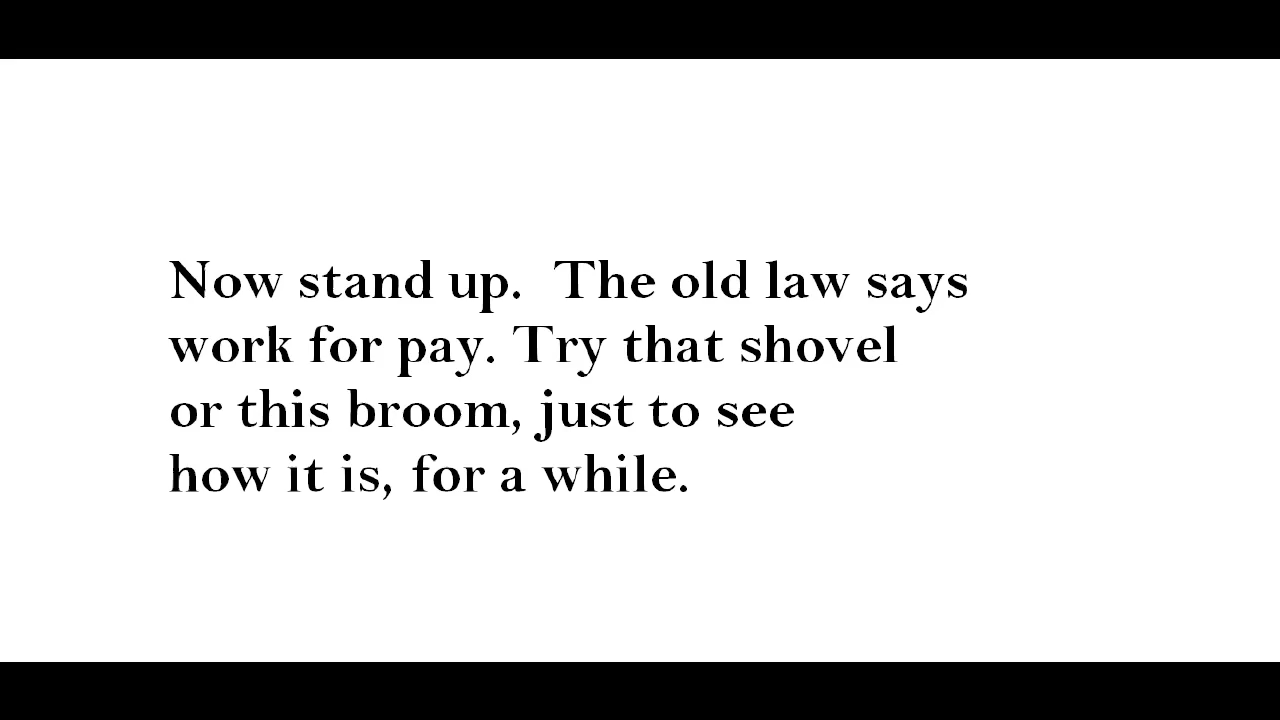 Now stand up.  The old law says
work for pay. Try that shovel
or this broom, just to see
how it is, for a while.